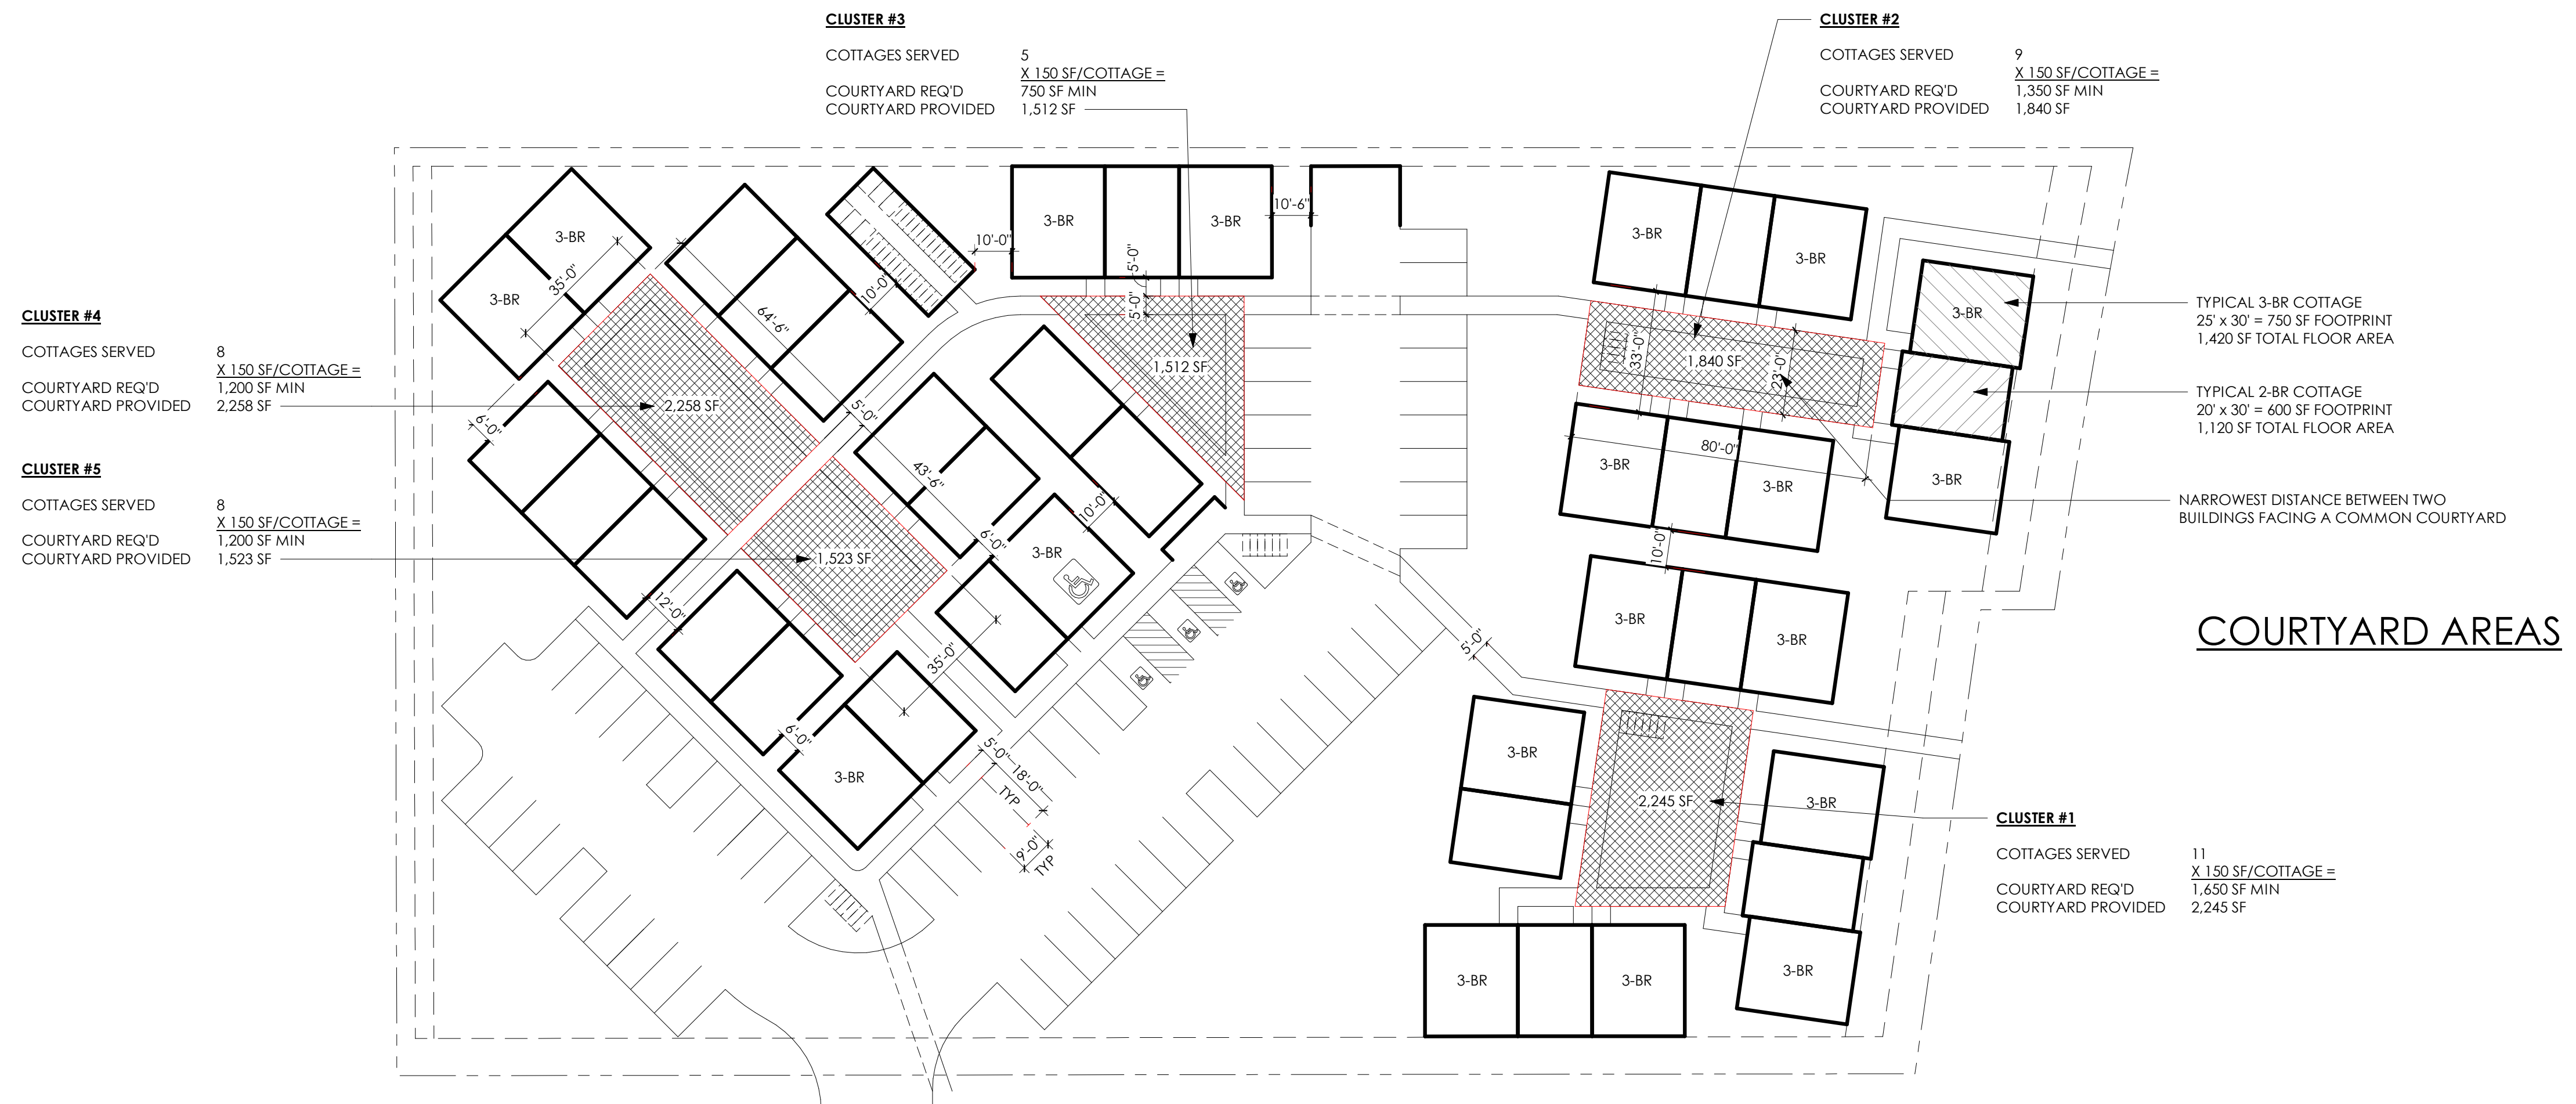 CLUSTER #3
COTTAGES SERVED 5
X 150 SF/COTTAGE =
COURTYARD REQ'D 750 SF MIN
COURTYARD PROVIDED 1,512 SF
CLUSTER #2
COTTAGES SERVED 9
X 150 SF/COTTAGE =
COURTYARD REQ'D 1,350 SF MIN
COURTYARD PROVIDED 1,840 SF
CLUSTER #4
COTTAGES SERVED 8
X 150 SF/COTTAGE =
COURTYARD REQ'D 1,200 SF MIN
COURTYARD PROVIDED 2,258 SF
CLUSTER #5
COTTAGES SERVED 8
X 150 SF/COTTAGE =
COURTYARD REQ'D 1,200 SF MIN
COURTYARD PROVIDED 1,523 SF
3-BR
3-BR
35'-0"
64'-6"
10'-0"
2,258 SF
6'-0"
5'-0"
43'-6"
1,523 SF
12'-0"
6'-0"
3-BR
10'-0"
35'-0"
6'-0"
3-BR
5'-0"
18'-0"
TYP
9'-0"
TYP
10'-0"
3-BR
3-BR
10'-6"
5'-0"
5'-0"
1,512 SF
3-BR
3-BR
33'-0"
1,840 SF
23'-0"
3-BR
3-BR
3-BR
80'-0"
3-BR
10'-0"
3-BR
3-BR
5'-0"
3-BR
2,245 SF
3-BR
3-BR
3-BR
3-BR
TYPICAL 3-BR COTTAGE
25' x 30' = 750 SF FOOTPRINT
1,420 SF TOTAL FLOOR AREA
TYPICAL 2-BR COTTAGE
20' x 30' = 600 SF FOOTPRINT
1,120 SF TOTAL FLOOR AREA
NARROWEST DISTANCE BETWEEN TWO
BUILDINGS FACING A COMMON COURTYARD
COURTYARD AREAS
CLUSTER #1
COTTAGES SERVED 11
X 150 SF/COTTAGE =
COURTYARD REQ'D 1,650 SF MIN
COURTYARD PROVIDED 2,245 SF